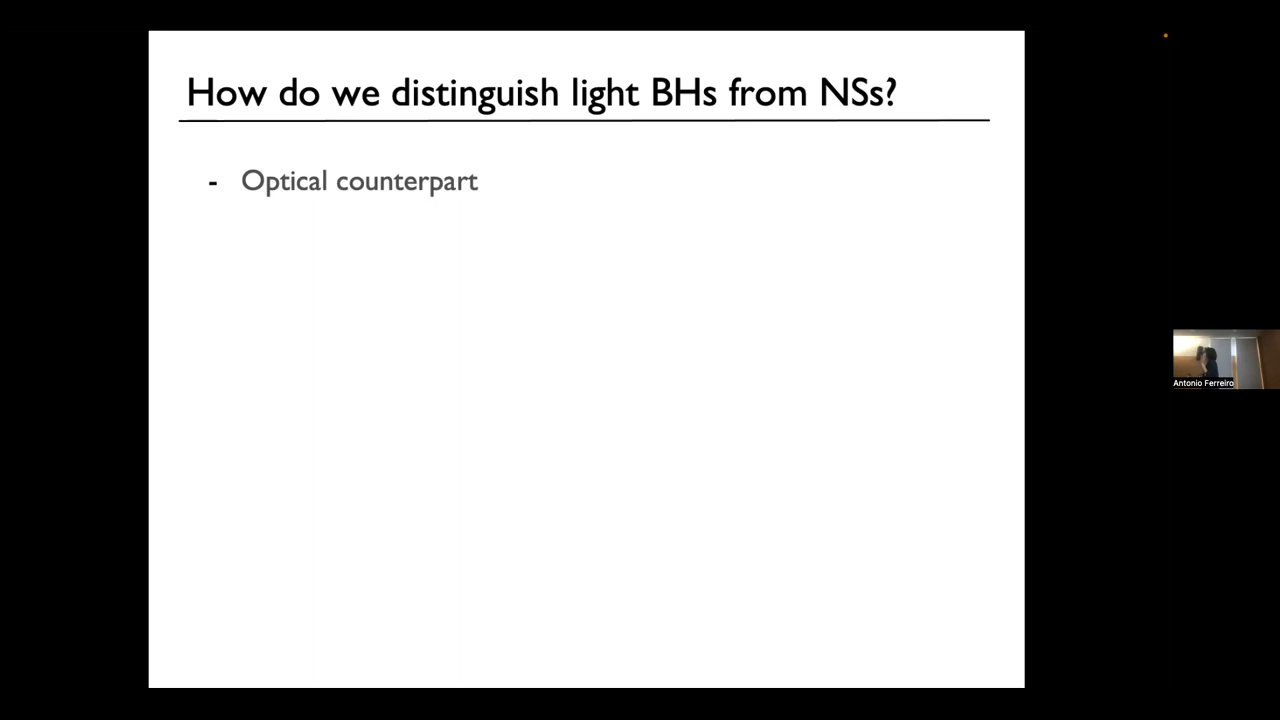 How do we distinguish light BHs from NSs?
- Optical counterpart
Antonio Ferreiro